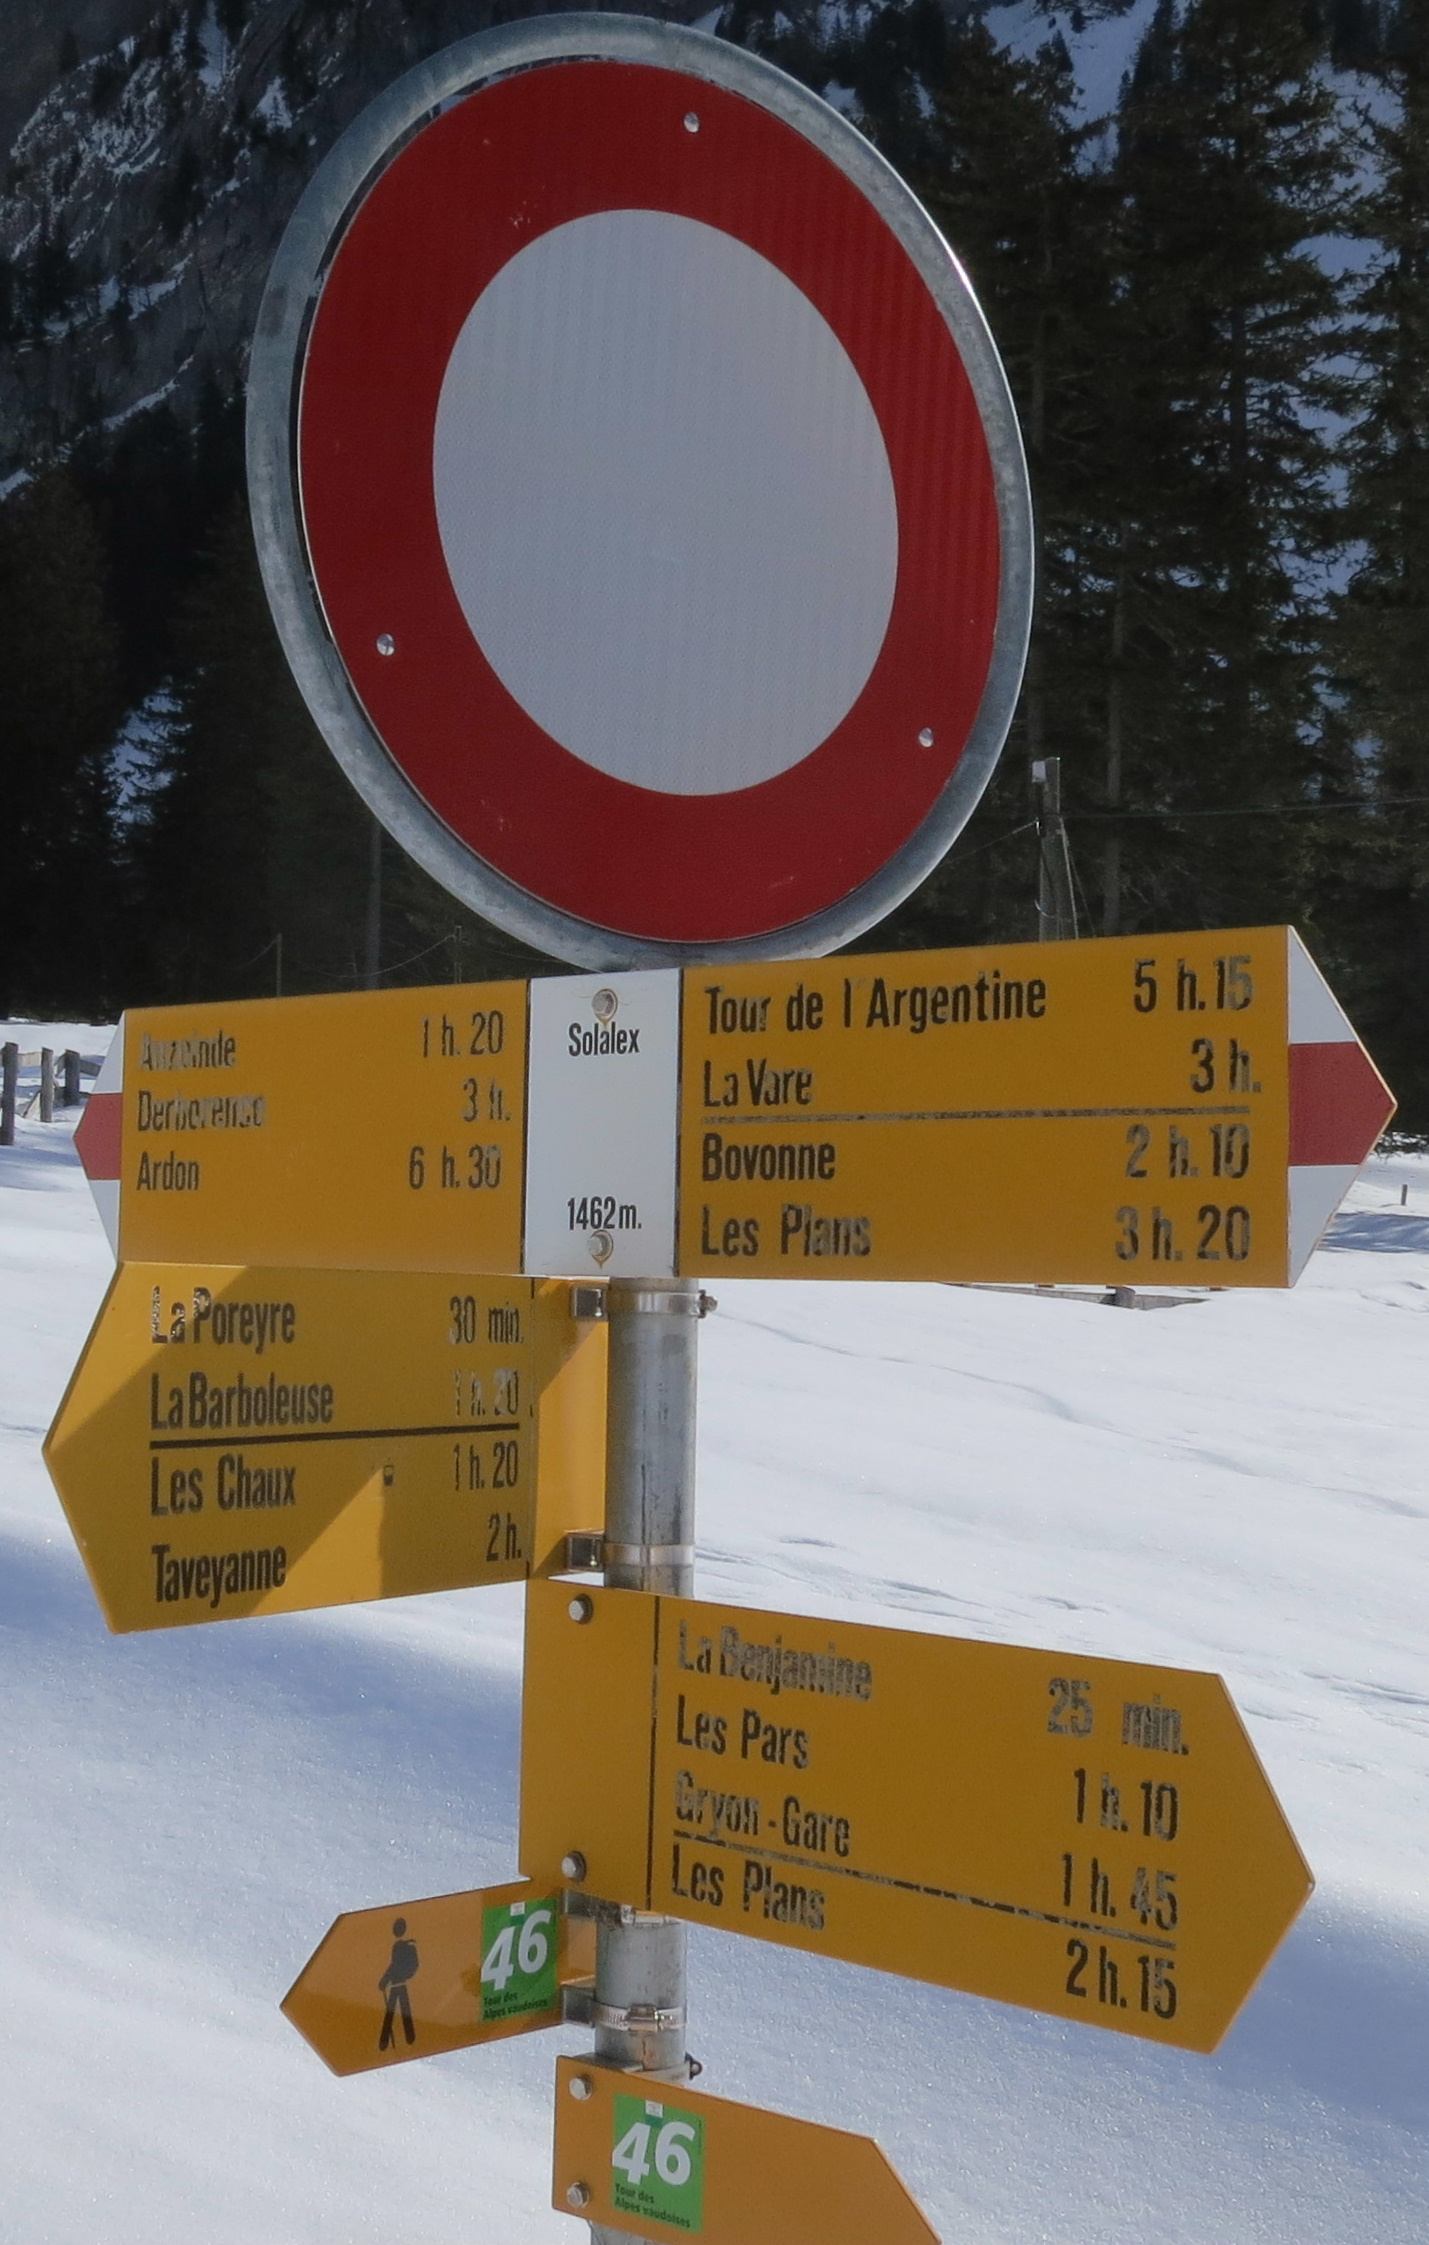 Anzeinde 1 h. 20
Derborence 3 h.
Ardon 6 h. 30
Solalex
1462 m.
Tour de l'Argentine 5 h. 15
La Vare 3 h.
Bovonne 2 h. 10
Les Plans 3 h. 20
La Poreyre 30 min.
La Barboleuse 1 h. 20
Les Chaux 1 h. 20
Taveyanne 2 h.
La Benjamine 25 min.
Les Pars 1 h. 10
Gryon - Gare 1 h. 45
Les Plans 2 h. 15
46
Tour des
Alpes vaudoises
46
Tour des
Alpes vaudoises